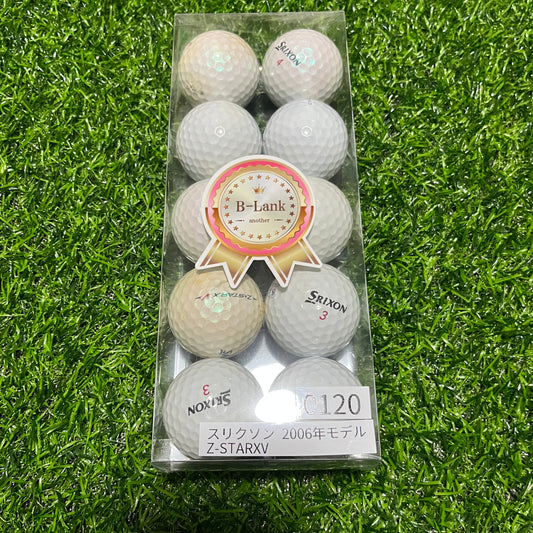 SRIXON
4
B-Lank
another
Z-STAR XV
SRIXON
3
SRIXON
3
0120
スリクソン 2006年モデル
Z-STARXV